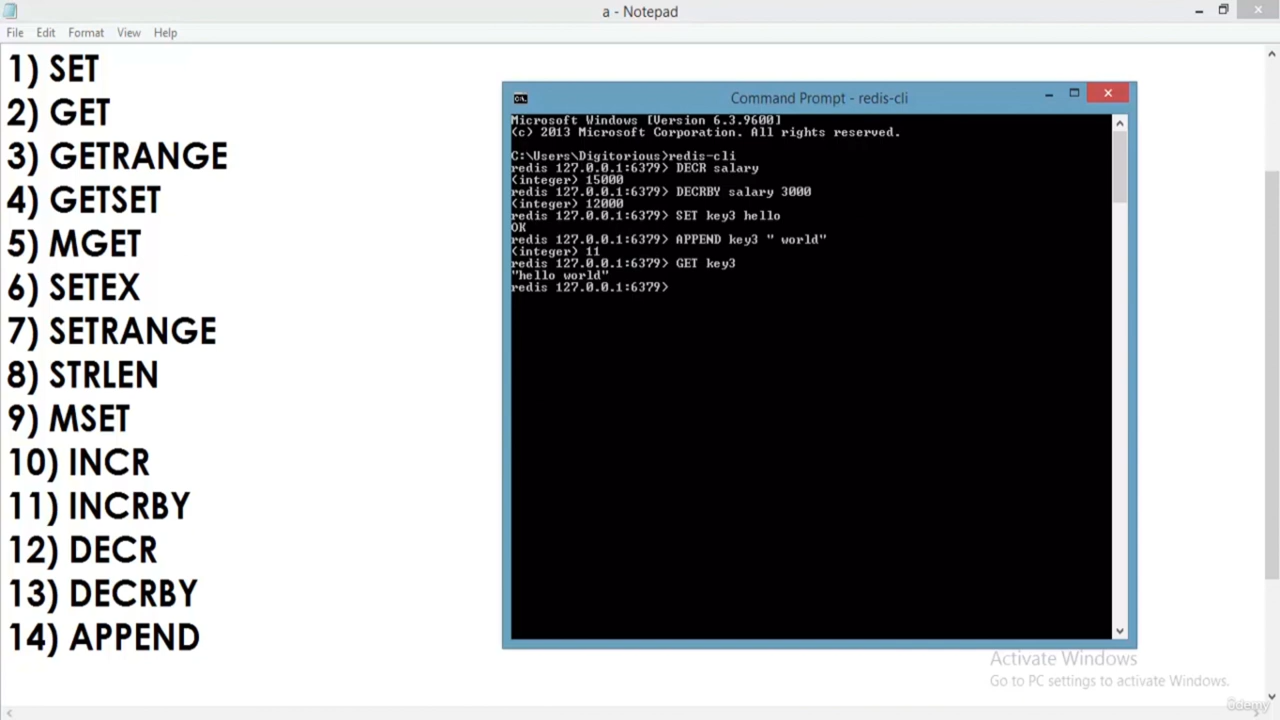 a - Notepad
File Edit Format View Help
1) SET
2) GET
3) GETRANGE
4) GETSET
5) MGET
6) SETEX
7) SETRANGE
8) STRLEN
9) MSET
10) INCR
11) INCRBY
12) DECR
13) DECRBY
14) APPEND
Command Prompt - redis-cli
Microsoft Windows [Version 6.3.9600]
(c) 2013 Microsoft Corporation. All rights reserved.
C:\Users\Digitorious>redis-cli
redis 127.0.0.1:6379> DECR salary
(integer) 15000
redis 127.0.0.1:6379> DECRBY salary 3000
(integer) 12000
redis 127.0.0.1:6379> SET key3 hello
OK
redis 127.0.0.1:6379> APPEND key3 " world"
(integer) 11
redis 127.0.0.1:6379> GET key3
"hello world"
redis 127.0.0.1:6379>
Activate Windows
Go to PC settings to activate Windows.
ûdemy